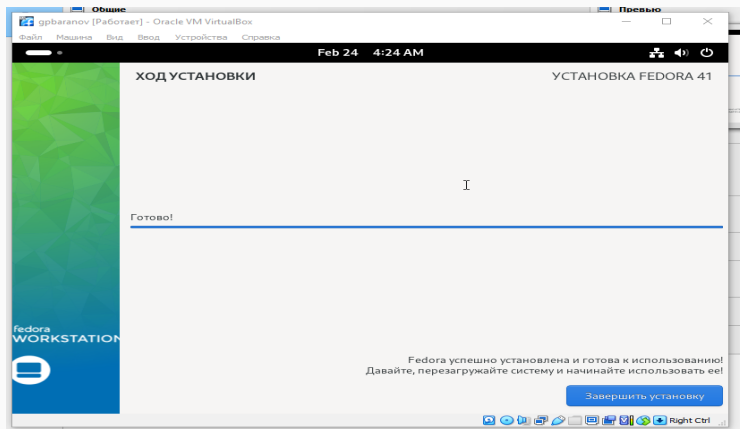 Общие
Превью
gpbaranov [Работает] - Oracle VM VirtualBox
Файл Машина Вид Ввод Устройства Справка
Feb 24 4:24 AM
ХОД УСТАНОВКИ
УСТАНОВКА FEDORA 41
Готово!
fedora
WORKSTATION
Fedora успешно установлена и готова к использованию!
Давайте, перезагружайте систему и начинайте использовать ее!
Завершить установку
Right Ctrl